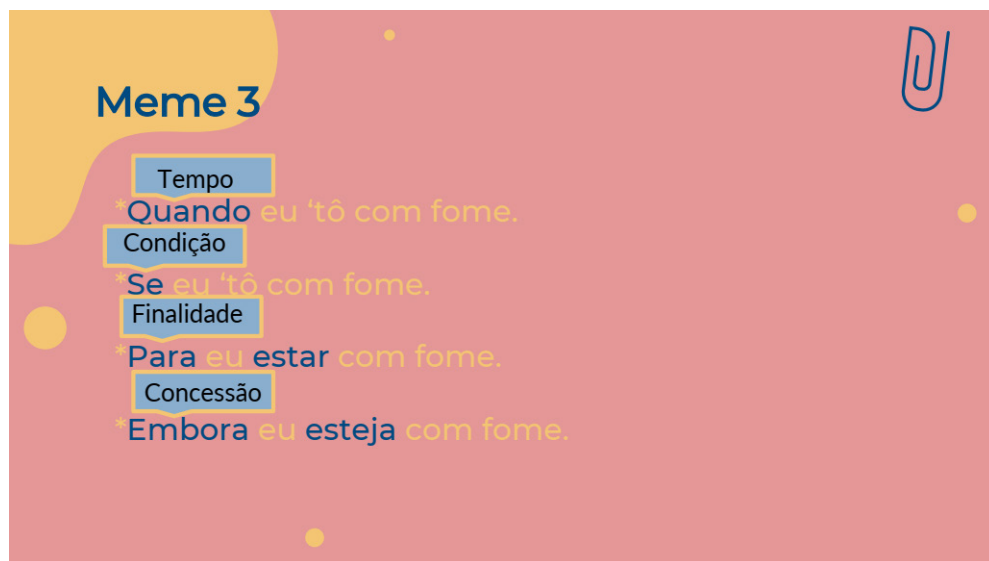 Meme 3
Tempo
*Quando eu ‘tô com fome.
Condição
*Se eu ‘tô com fome.
Finalidade
*Para eu estar com fome.
Concessão
*Embora eu esteja com fome.